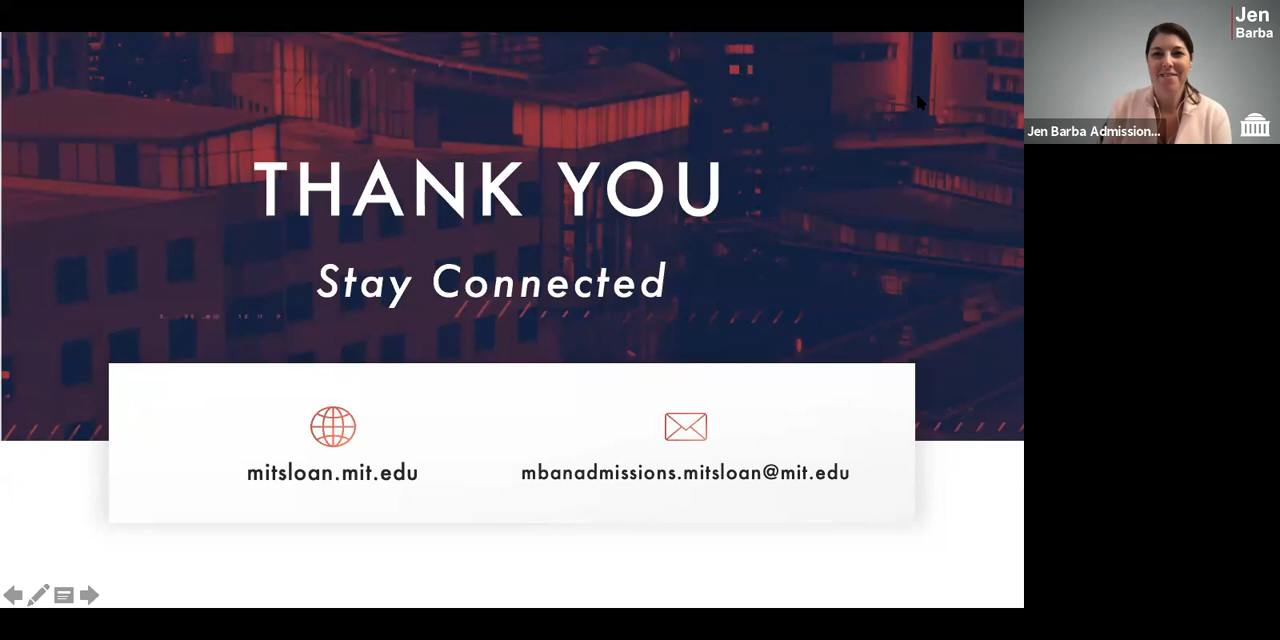 THANK YOU
Stay Connected
mitsloan.mit.edu
mbanadmissions.mitsloan@mit.edu
Jen
Barba
Jen Barba Admission...